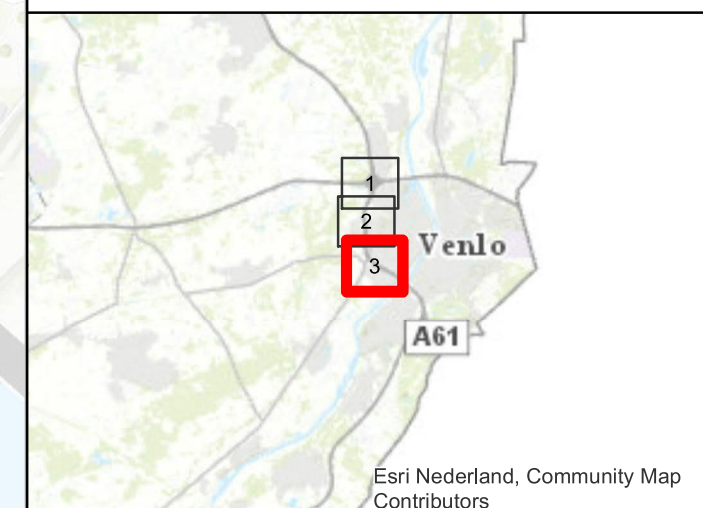 1
2
Venlo
3
A61
Esri Nederland, Community Map
Contributors